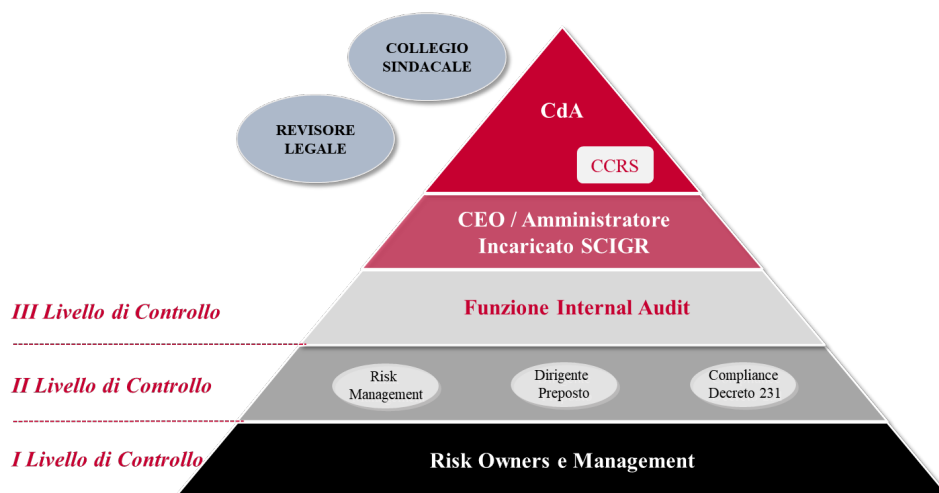 COLLEGIO
SINDACALE
REVISORE
LEGALE
CdA
CCRS
CEO / Amministratore
Incaricato SCIGR
III Livello di Controllo
Funzione Internal Audit
II Livello di Controllo
Risk
Management
Dirigente
Preposto
Compliance
Decreto 231
I Livello di Controllo
Risk Owners e Management